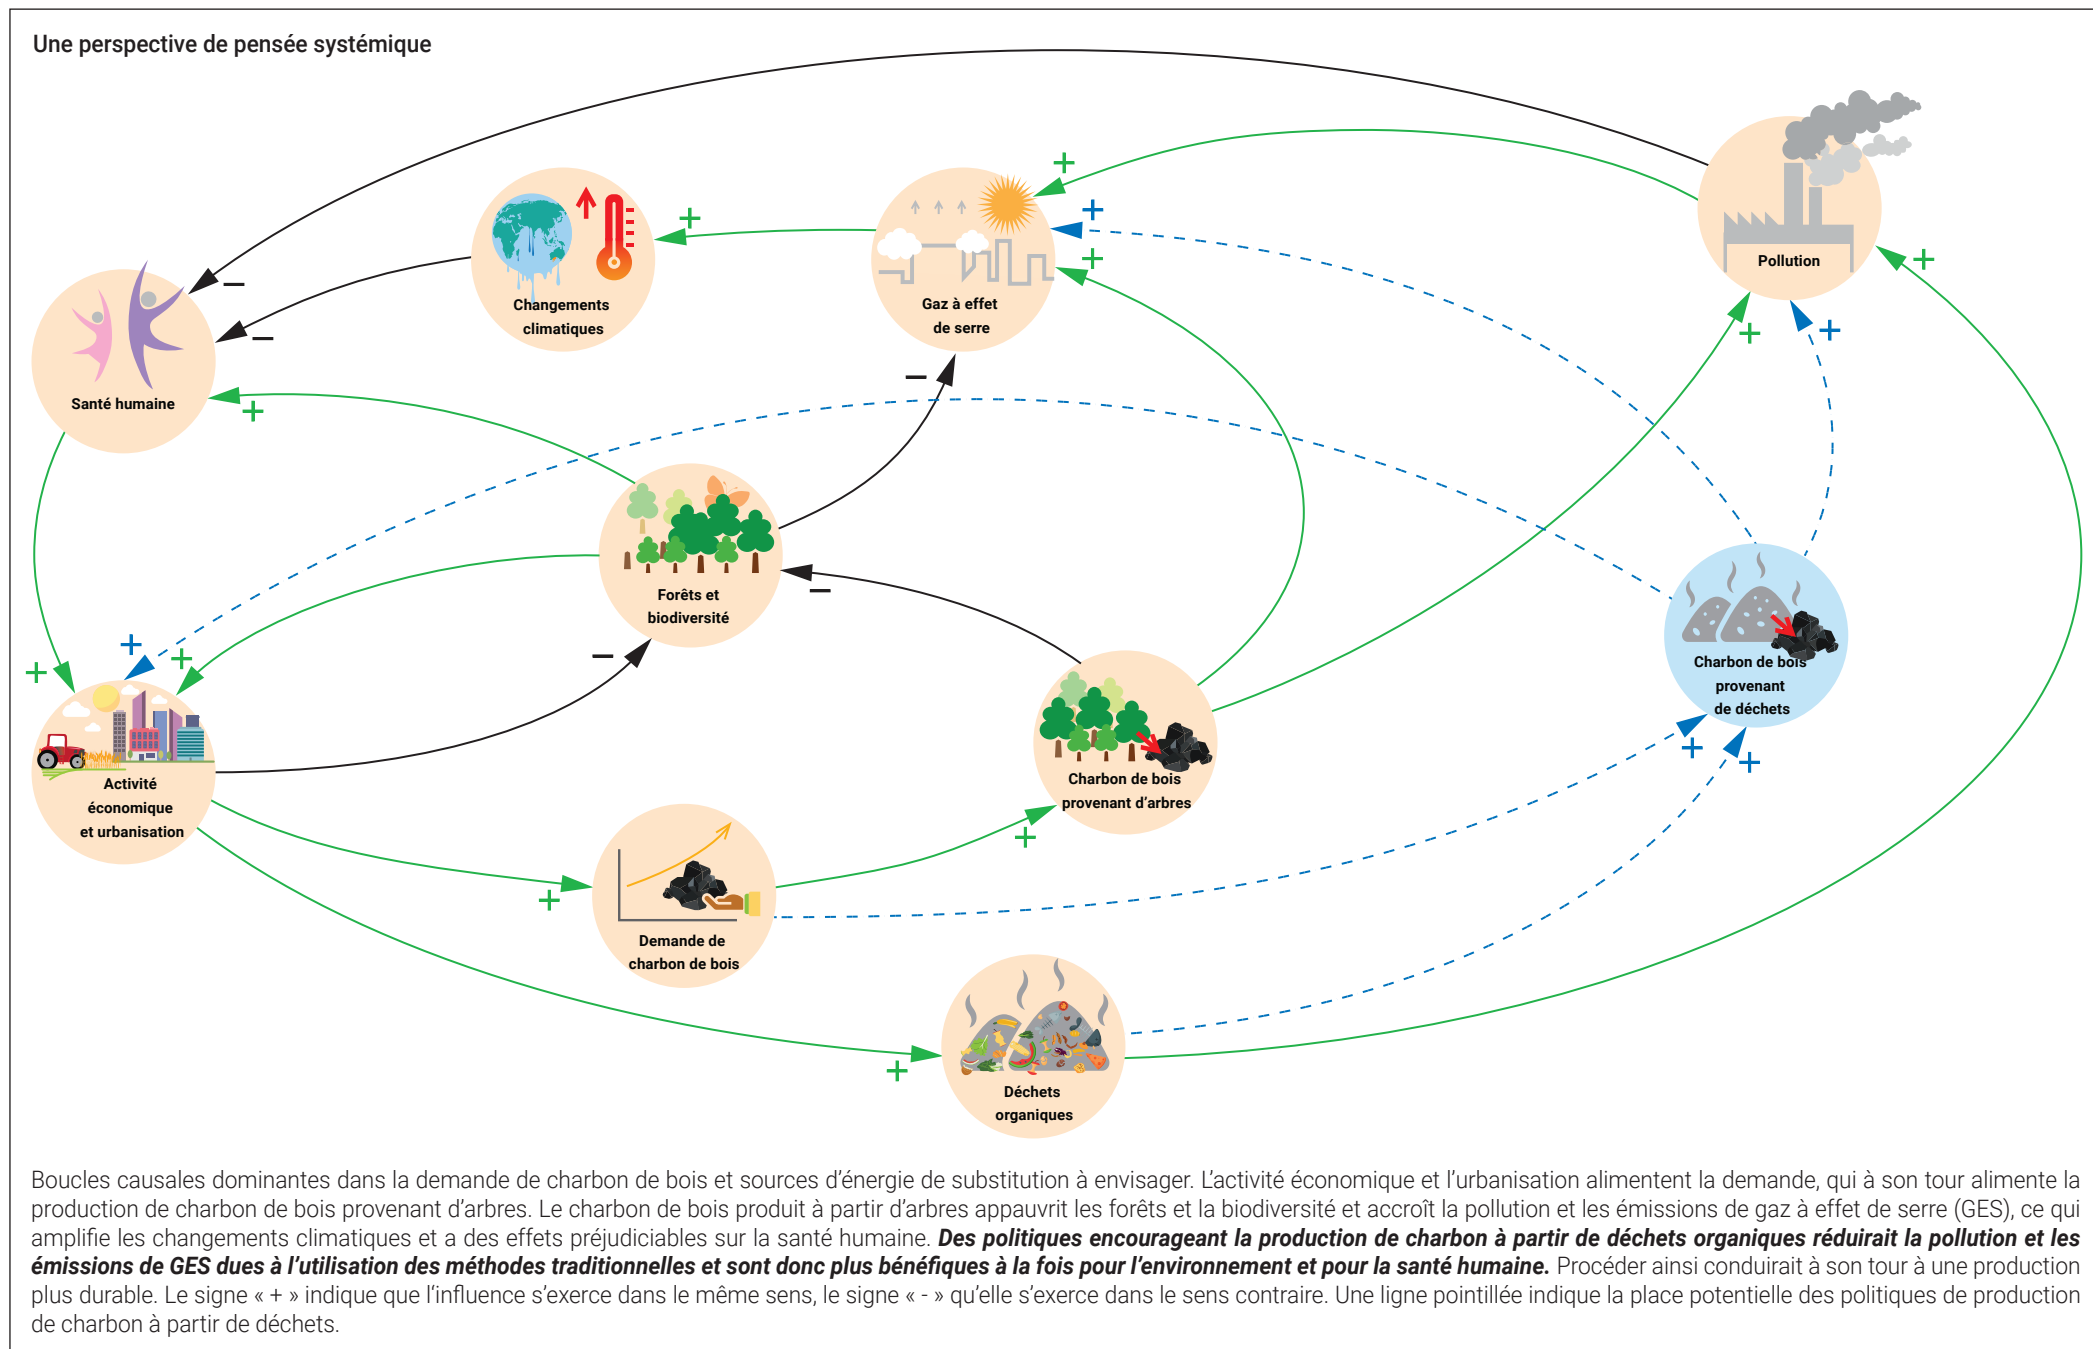 Une perspective de pensée systémique
+
+
+
+
Pollution
+
−
−
+
Changements
climatiques
Gaz à effet
de serre
+
+
−
Santé humaine
+
Forêts et
biodiversité
−
+
+
+
−
Charbon de bois
provenant
de déchets
+
+
Activité
économique
et urbanisation
Charbon de bois
provenant d’arbres
+
+
Demande de
charbon de bois
+
Déchets
organiques
Boucles causales dominantes dans la demande de charbon de bois et sources d’énergie de substitution à envisager. L’activité économique et l’urbanisation alimentent la demande, qui à son tour alimente la
production de charbon de bois provenant d’arbres. Le charbon de bois produit à partir d’arbres appauvrit les forêts et la biodiversité et accroît la pollution et les émissions de gaz à effet de serre (GES), ce qui
amplifie les changements climatiques et a des effets préjudiciables sur la santé humaine. Des politiques encourageant la production de charbon à partir de déchets organiques réduirait la pollution et les
émissions de GES dues à l’utilisation des méthodes traditionnelles et sont donc plus bénéfiques à la fois pour l’environnement et pour la santé humaine. Procéder ainsi conduirait à son tour à une production
plus durable. Le signe « + » indique que l’influence s’exerce dans le même sens, le signe « - » qu’elle s’exerce dans le sens contraire. Une ligne pointillée indique la place potentielle des politiques de production
de charbon à partir de déchets.